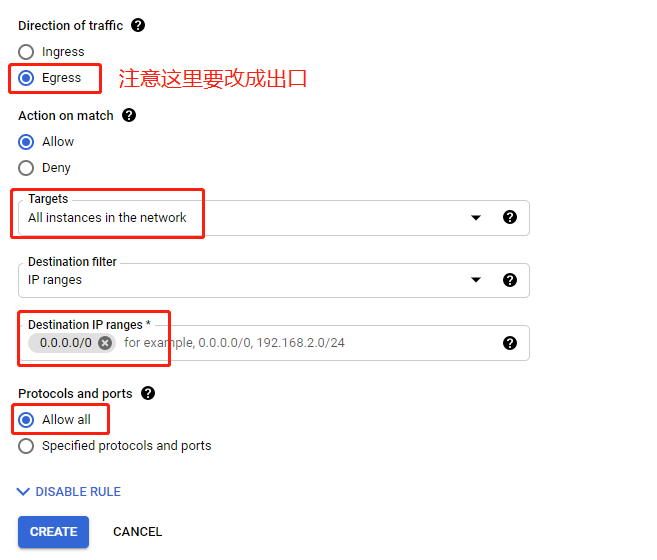 Direction of traffic
Ingress
Egress 注意这里要改成出口
Action on match
Allow
Deny
Targets
All instances in the network
Destination filter
IP ranges
Destination IP ranges *
0.0.0.0/0 for example, 0.0.0.0/0, 192.168.2.0/24
Protocols and ports
Allow all
Specified protocols and ports
DISABLE RULE
CREATE CANCEL